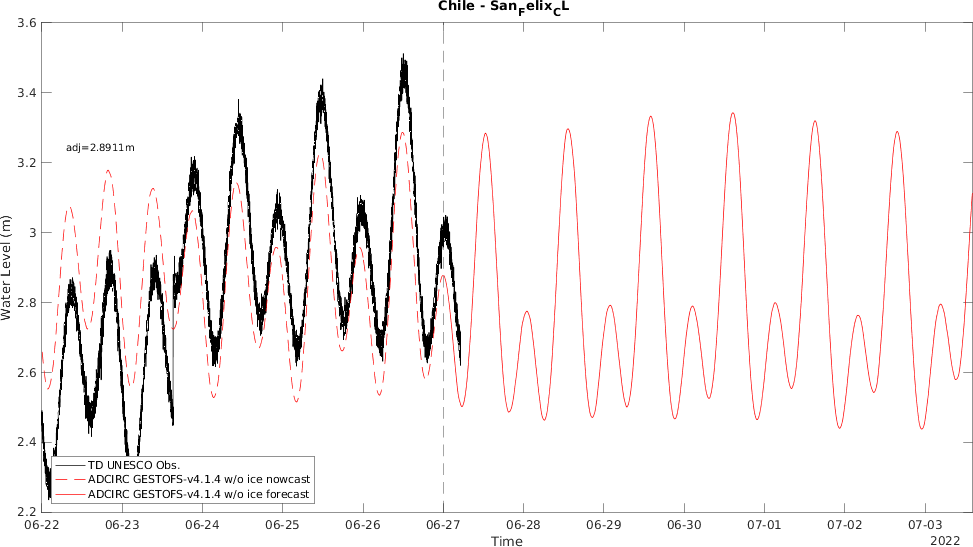 Chile - SanFelixCL
3.6
3.4
3.2
3
2.8
2.6
2.4
2.2
Water Level (m)
adj=2.8911m
TD UNESCO Obs.
ADCIRC GESTOFS-v4.1.4 w/o ice nowcast
ADCIRC GESTOFS-v4.1.4 w/o ice forecast
06-22 06-23 06-24 06-25 06-26 06-27 06-28 06-29 06-30 07-01 07-02 07-03
Time
2022